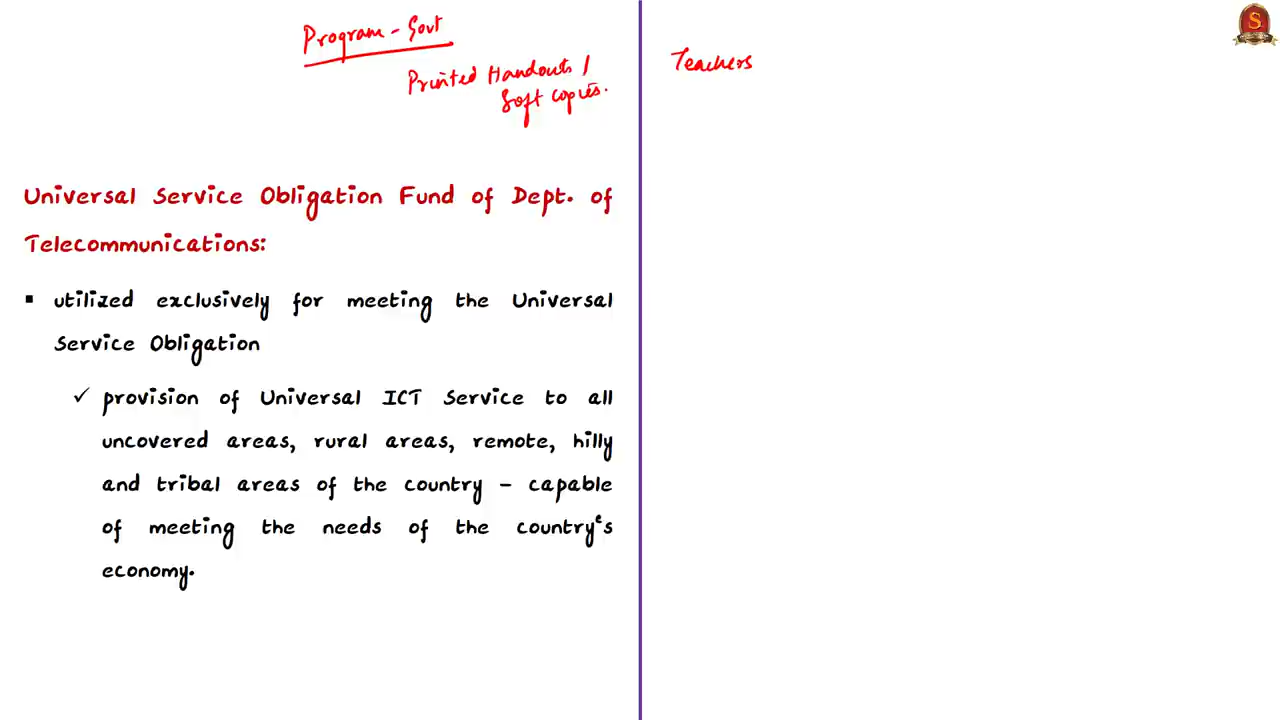 Program - Govt
Printed Handouts /
Soft copies.
Universal Service Obligation Fund of Dept. of
Telecommunications:
▪ utilized exclusively for meeting the Universal
Service Obligation
✓ provision of Universal ICT Service to all
uncovered areas, rural areas, remote, hilly
and tribal areas of the country – capable
of meeting the needs of the country's
economy.
Teachers
S